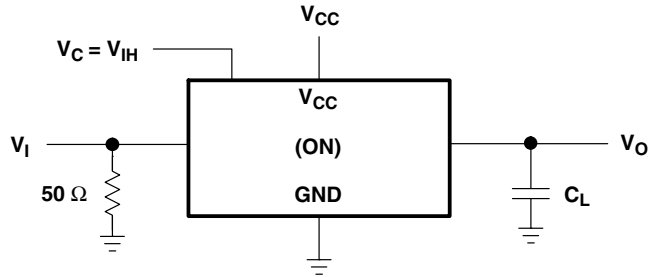 VCC
VC = VIH
VCC
VI
(ON)
VO
50 Ω
GND
CL